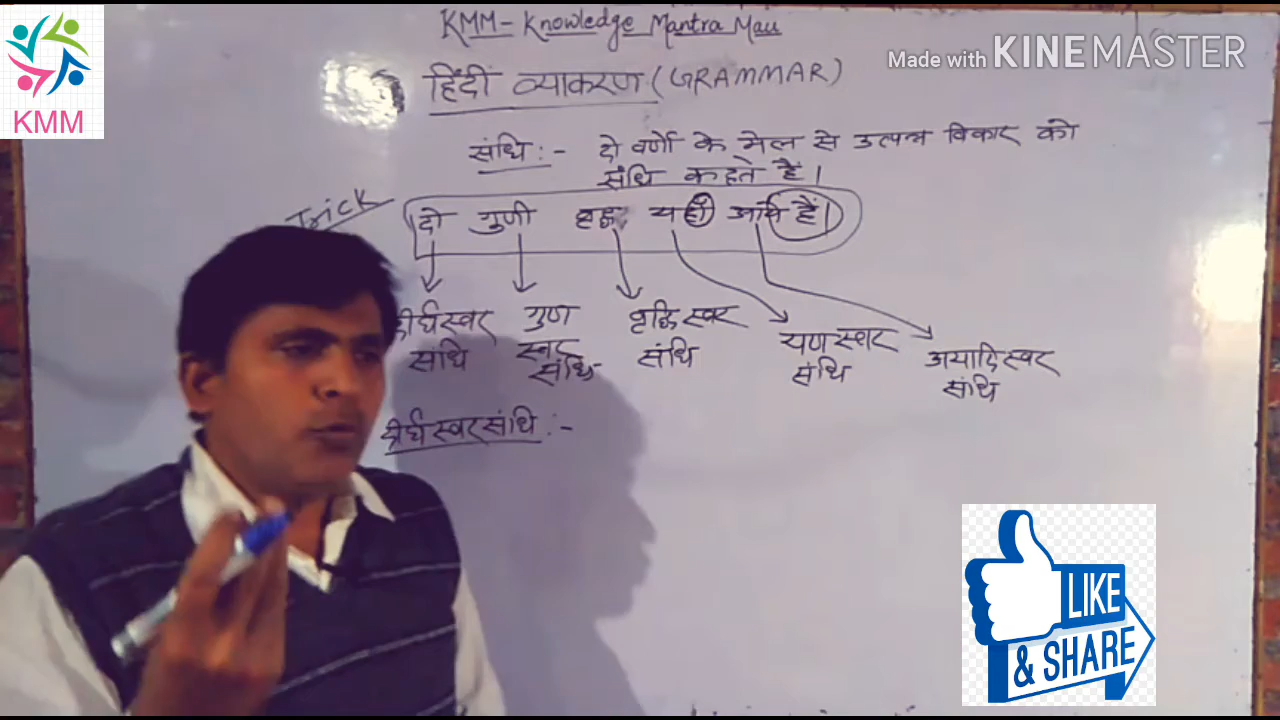 KMM- Knowledge Mantra Mau
Made with KINEMASTER
KMM
हिंदी व्याकरण (GRAMMAR)
संधि :- दो वर्णो के मेल से उत्पन्न विकार को
संधि कहते हैं।
Trick
दो गुणी यहाँ हैं।
दीर्घस्वर संधि
गुण स्वर संधि
वृद्धि स्वर संधि
यण स्वर संधि
अयादि स्वर संधि
दीर्घ स्वर संधि :-
LIKE
& SHARE